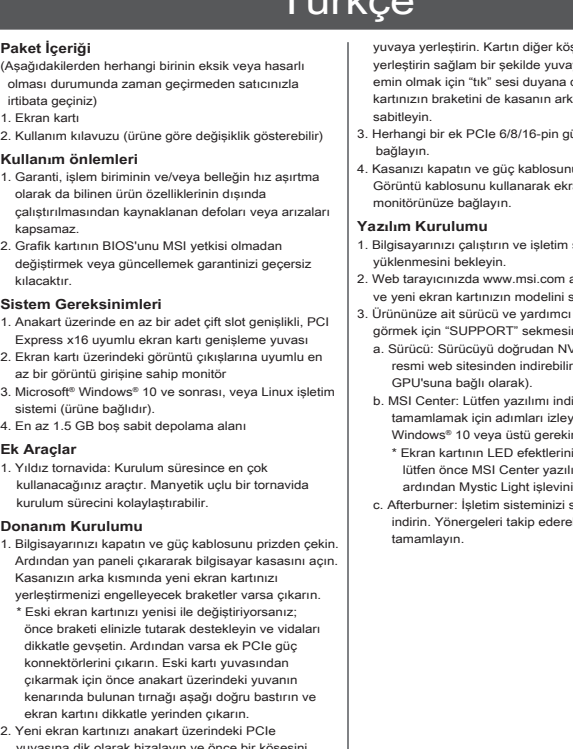 Türkçe
Paket İçeriği
(Aşağıdakilerden herhangi birinin eksik veya hasarlı
olması durumunda zaman geçirmeden satıcınızla
irtibata geçiniz)
1. Ekran kartı
2. Kullanım kılavuzu (ürüne göre değişiklik gösterebilir)
Kullanım önlemleri
1. Garanti, işlem biriminin ve/veya belleğin hız aşırtma
olarak da bilinen ürün özelliklerinin dışında
çalıştırılmasından kaynaklanan defoları veya arızaları
kapsamaz.
2. Grafik kartının BIOS'unu MSI yetkisi olmadan
değiştirmek veya güncellemek garantinizi geçersiz
kılacaktır.
Sistem Gereksinimleri
1. Anakart üzerinde en az bir adet çift slot genişlikli, PCI
Express x16 uyumlu ekran kartı genişleme yuvası
2. Ekran kartı üzerindeki görüntü çıkışlarına uyumlu en
az bir görüntü girişine sahip monitör
3. Microsoft® Windows® 10 ve sonrası, veya Linux işletim
sistemi (ürüne bağlıdır).
4. En az 1.5 GB boş sabit depolama alanı
Ek Araçlar
1. Yıldız tornavida: Kurulum süresince en çok
kullanacağınız araçtır. Manyetik uçlu bir tornavida
kurulum sürecini kolaylaştırabilir.
Donanım Kurulumu
1. Bilgisayarınızı kapatın ve güç kablosunu prizden çekin.
Ardından yan paneli çıkararak bilgisayar kasasını açın.
Kasanızın arka kısmında yeni ekran kartınızı
yerleştirmenizi engelleyecek braketler varsa çıkarın.
* Eski ekran kartınızı yenisi ile değiştiriyorsanız;
önce braketi elinizle tutarak destekleyin ve vidaları
dikkatle gevşetin. Ardından varsa ek PCIe güç
konnektörlerini çıkarın. Eski kartı yuvasından
çıkarmak için önce anakart üzerindeki yuvanın
kenarında bulunan tırnağı aşağı doğru bastırın ve
ekran kartını dikkatle yerinden çıkarın.
2. Yeni ekran kartınızı anakart üzerindeki PCIe
yuvasına dik olarak hizalayın ve önce bir köşesini
yuvaya yerleştirin. Kartın diğer
yerleştirin sağlam bir şekilde
emin olmak için “tık” sesi duyana
kartınızın braketini de kasanın
sabitleyin.
3. Herhangi bir ek PCIe 6/8/16-pin
bağlayın.
4. Kasanızı kapatın ve güç
Görüntü kablosunu kullanarak
monitörünüze bağlayın.
Yazılım Kurulumu
1. Bilgisayarınızı çalıştırın ve işletim
yüklenmesini bekleyin.
2. Web tarayıcınızda www.msi.com
ve yeni ekran kartınızın modelini
3. Ürününüze ait sürücü ve yardımcı
görmek için “SUPPORT”
a. Sürücü: Sürücüyü doğrudan
resmi web sitesinden
GPU'suna bağlı olarak).
b. MSI Center: Lütfen yazılımı
tamamlamak için adımları
Windows® 10 veya üstü
* Ekran kartının LED
lütfen önce MSI Center
ardından Mystic Light
c. Afterburner: İşletim sisteminizi
indirin. Yönergeleri takip
tamamlayın.